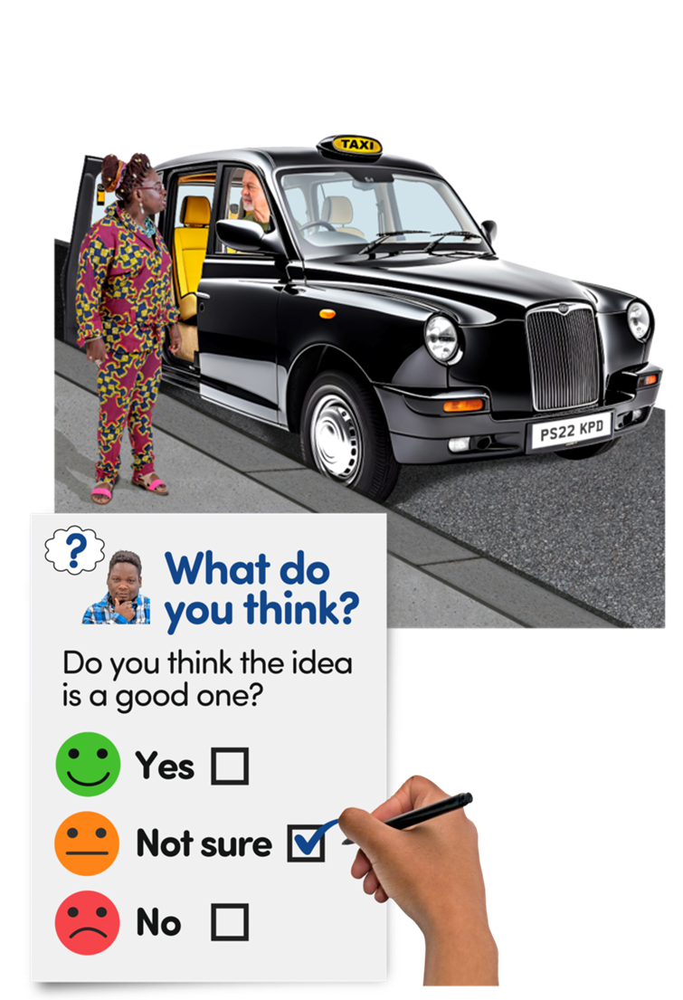 TAXI
PS22 KPD
?
What do
you think?
Do you think the idea
is a good one?
Yes
Not sure
No